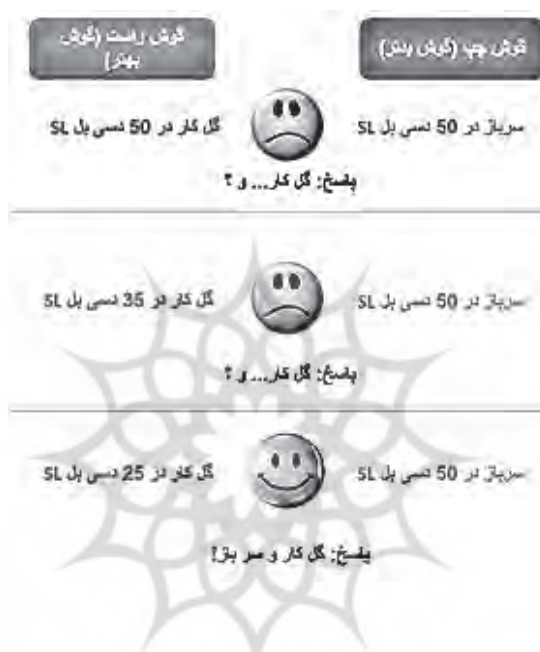 گوش چپ (گوش بدتر)
گوش راست (گوش بهتر)
سرباز در 50 دسی بل SL
گل کار در 50 دسی بل SL
پاسخ: گل کار... و ؟
سرباز در 50 دسی بل SL
گل کار در 35 دسی بل SL
پاسخ: گل کار... و ؟
سرباز در 50 دسی بل SL
گل کار در 25 دسی بل SL
پاسخ: گل کار و سر باز!